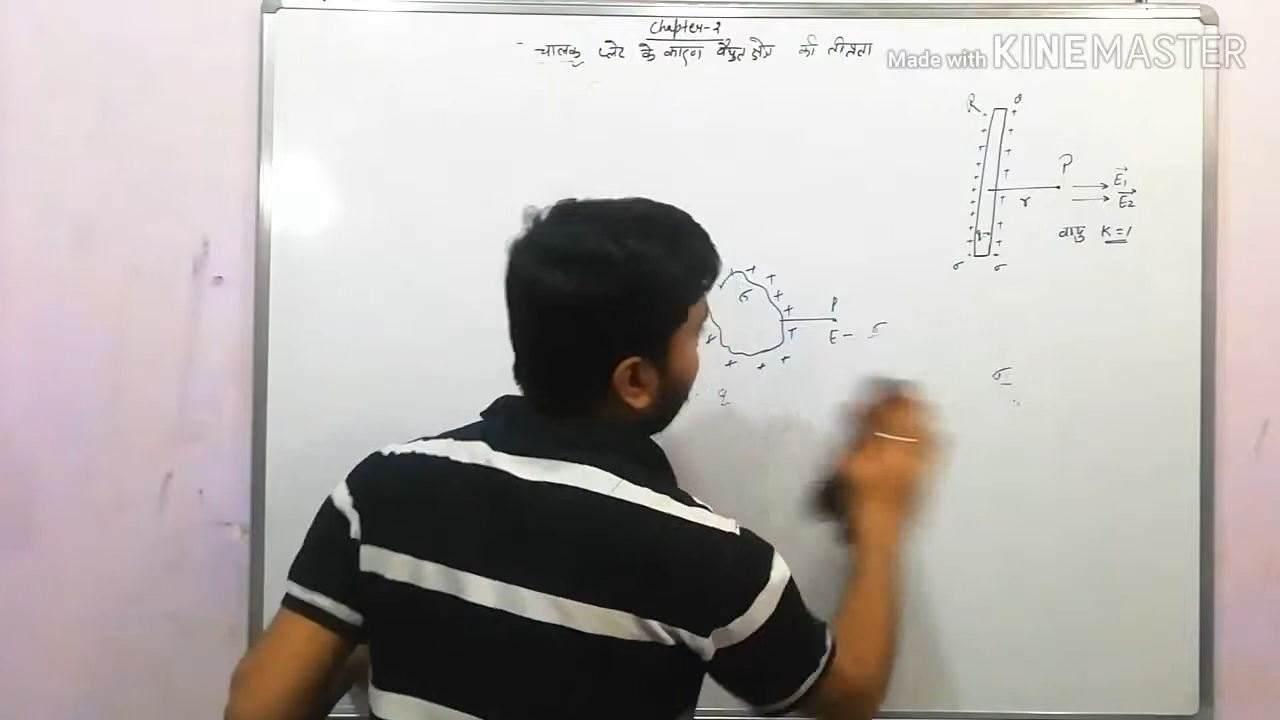 Chapter-2
चालक प्लेट के कारण वैद्युत क्षेत्र की तीव्रता
Made with KINEMASTER
R
P
E₁
E₂
r
वायु K=1
σ σ
σ
P
E – σ
σ
q